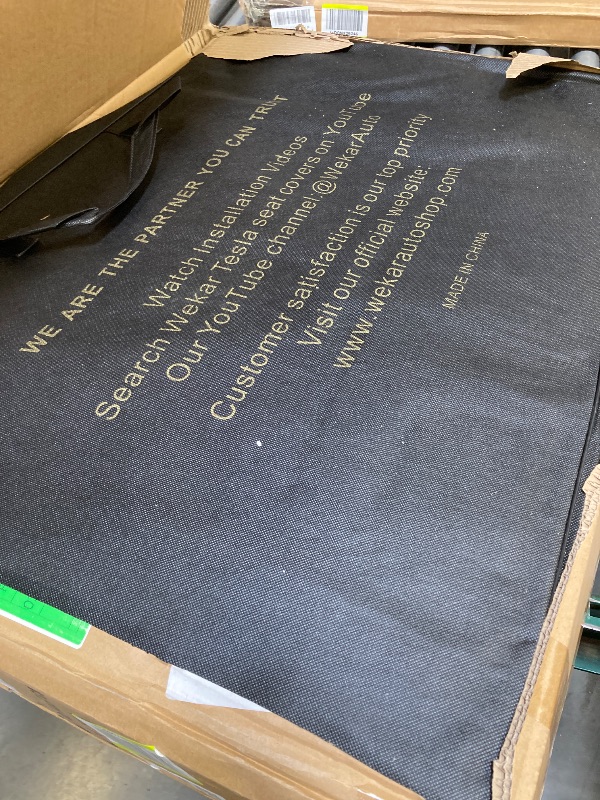 WE ARE THE PARTNER YOU CAN TRUST
Watch Installation Videos
Search Wekar Tesla seat covers on YouTube
Our YouTube channel:@WekarAuto
Customer satisfaction is our top priority
Visit our official website:
www.wekarautoshop.com
MADE IN CHINA